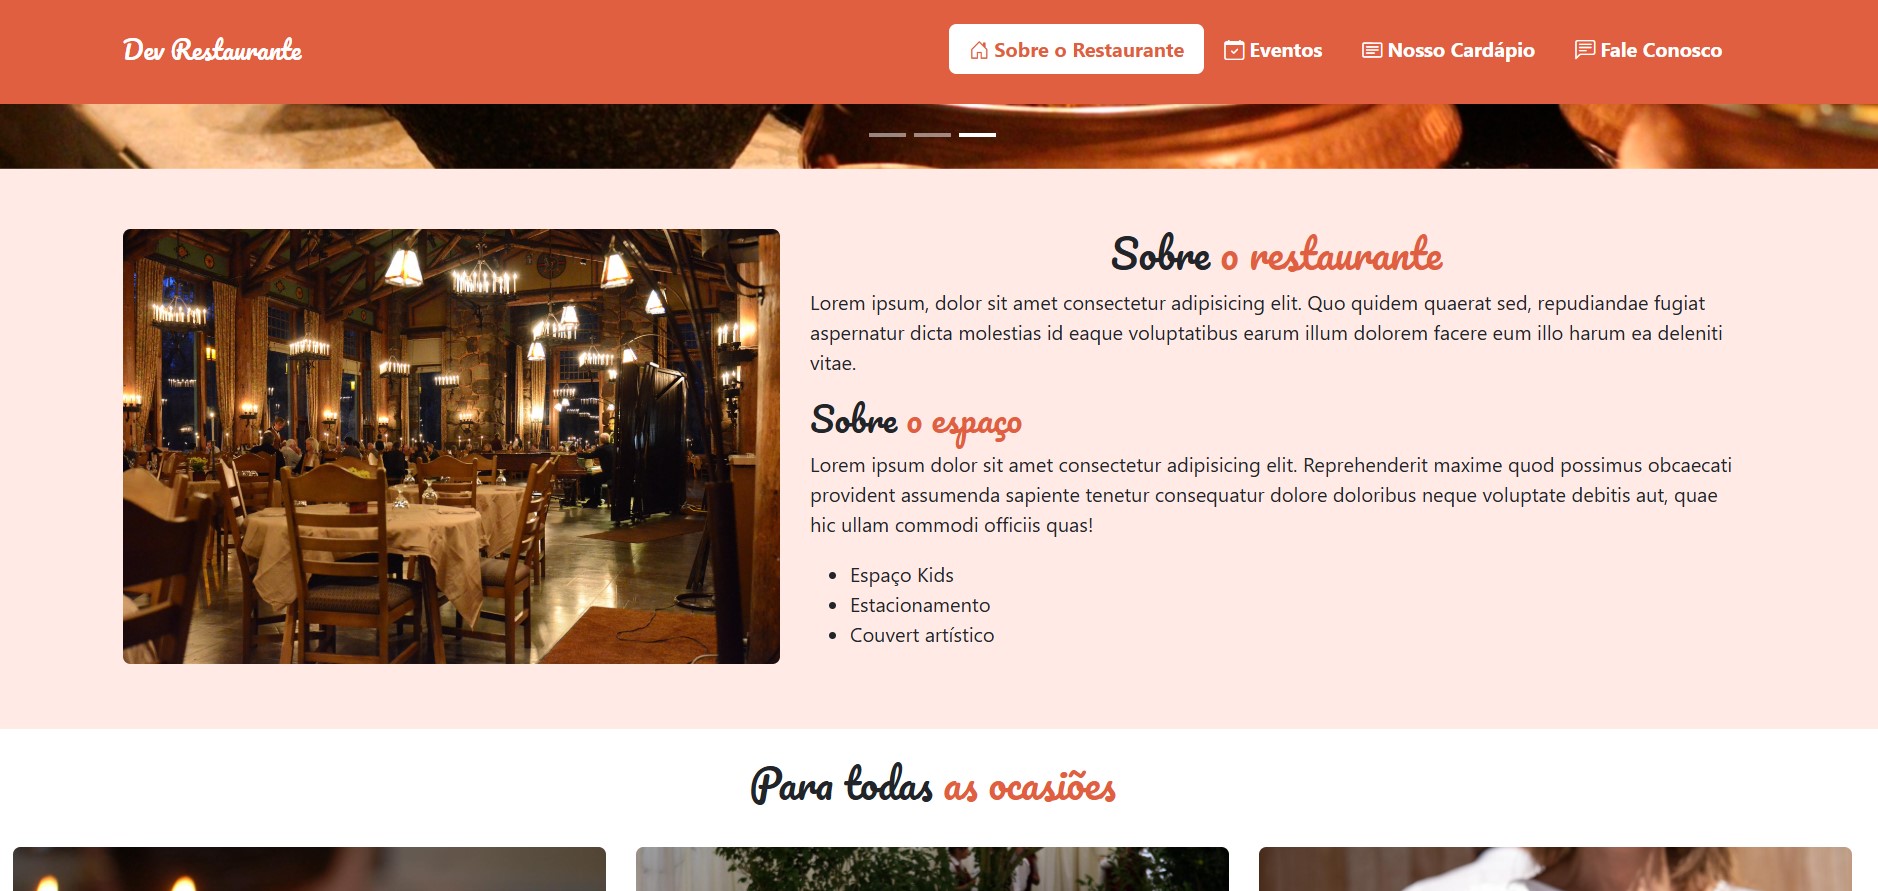 Dev Restaurante
Sobre o Restaurante
Eventos
Nosso Cardápio
Fale Conosco
Sobre o restaurante
Lorem ipsum, dolor sit amet consectetur adipisicing elit. Quo quidem quaerat sed, repudiandae fugiat
aspernatur dicta molestias id eaque voluptatibus earum illum dolorem facere eum illo harum ea deleniti
vitae.
Sobre o espaço
Lorem ipsum dolor sit amet consectetur adipisicing elit. Reprehenderit maxime quod possimus obcaecati
provident assumenda sapiente tenetur consequatur dolore doloribus neque voluptate debitis aut, quae
hic ullam commodi officiis quas!
Espaço Kids
Estacionamento
Couvert artístico
Para todas as ocasiões